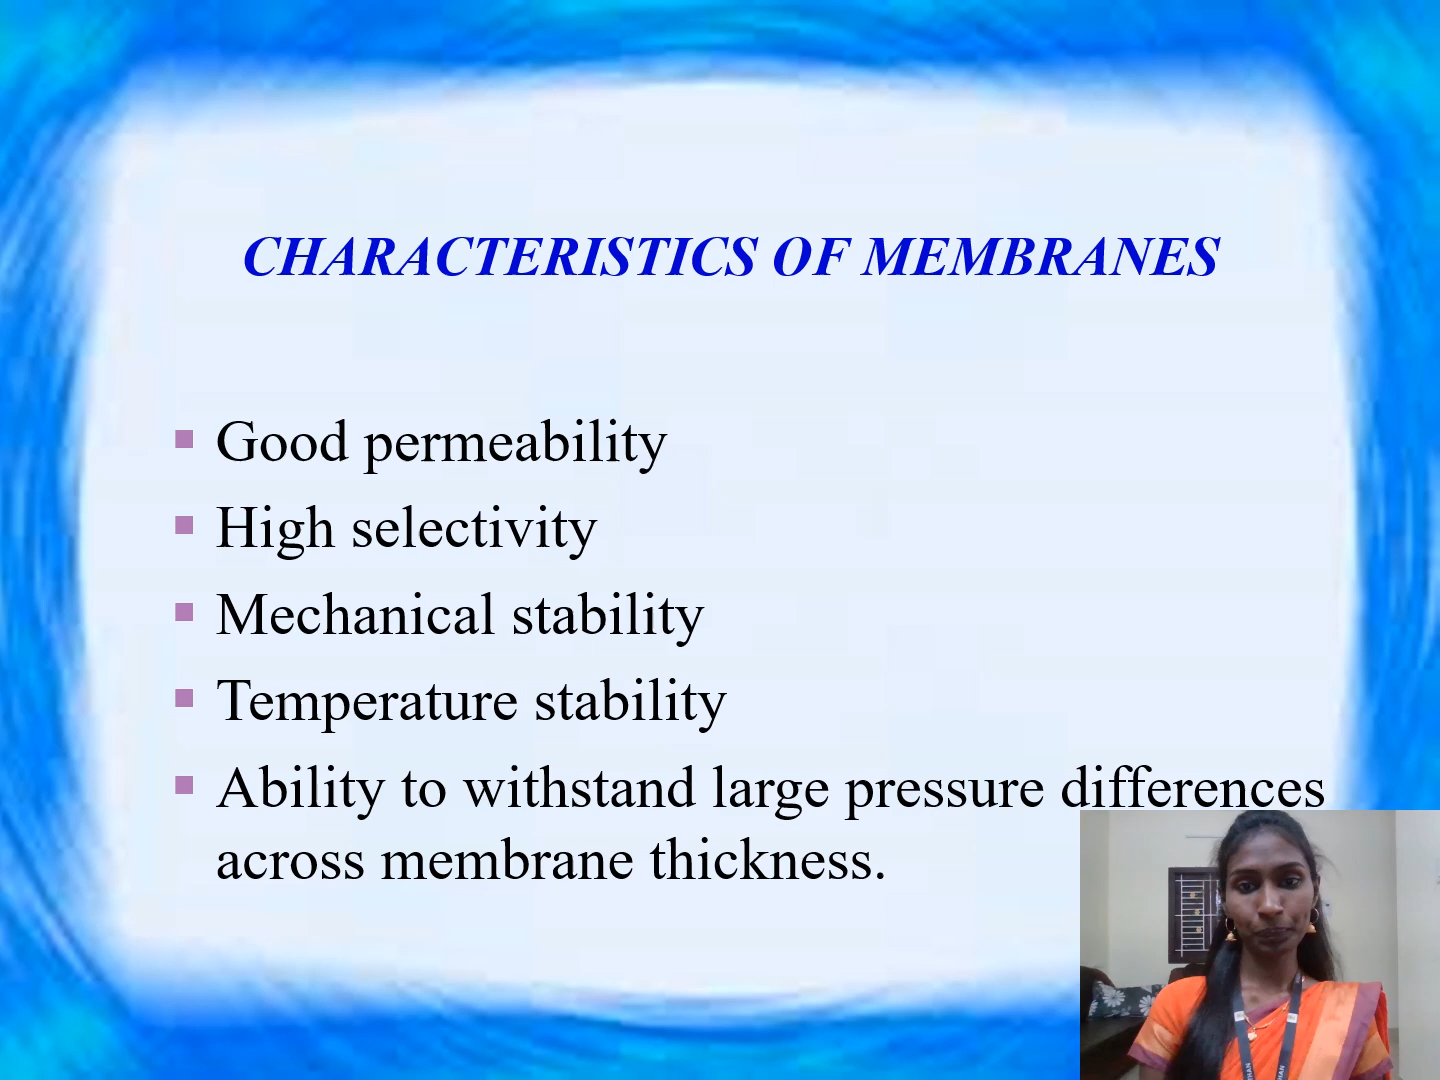 CHARACTERISTICS OF MEMBRANES
Good permeability
High selectivity
Mechanical stability
Temperature stability
Ability to withstand large pressure differences
across membrane thickness.